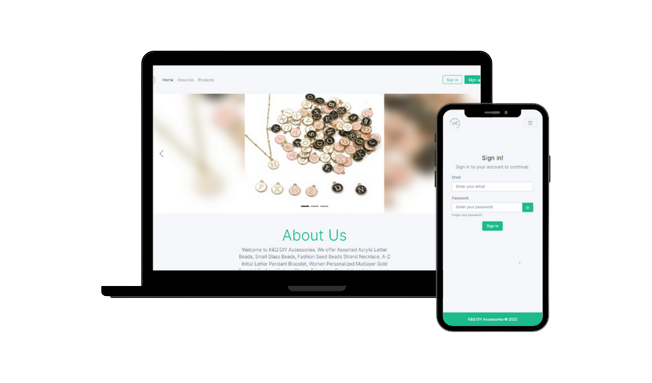 Home About Us Products Sign in Sign up
About Us
Welcome to KEQ DIY Accessories, We offer Assorted Acrylic Letter
Beads, Small Glass Beads, Fashion Seed Beads Strand Necklace, A-Z
Initial Letter Pendant Bracelet, Women Personalized Multilayer Gold
Sign in!
Sign in to your account to continue.
Email
Enter your email
Password
Enter your password
Forgot your password?
Sign in
KEQ DIY Accessories © 2022